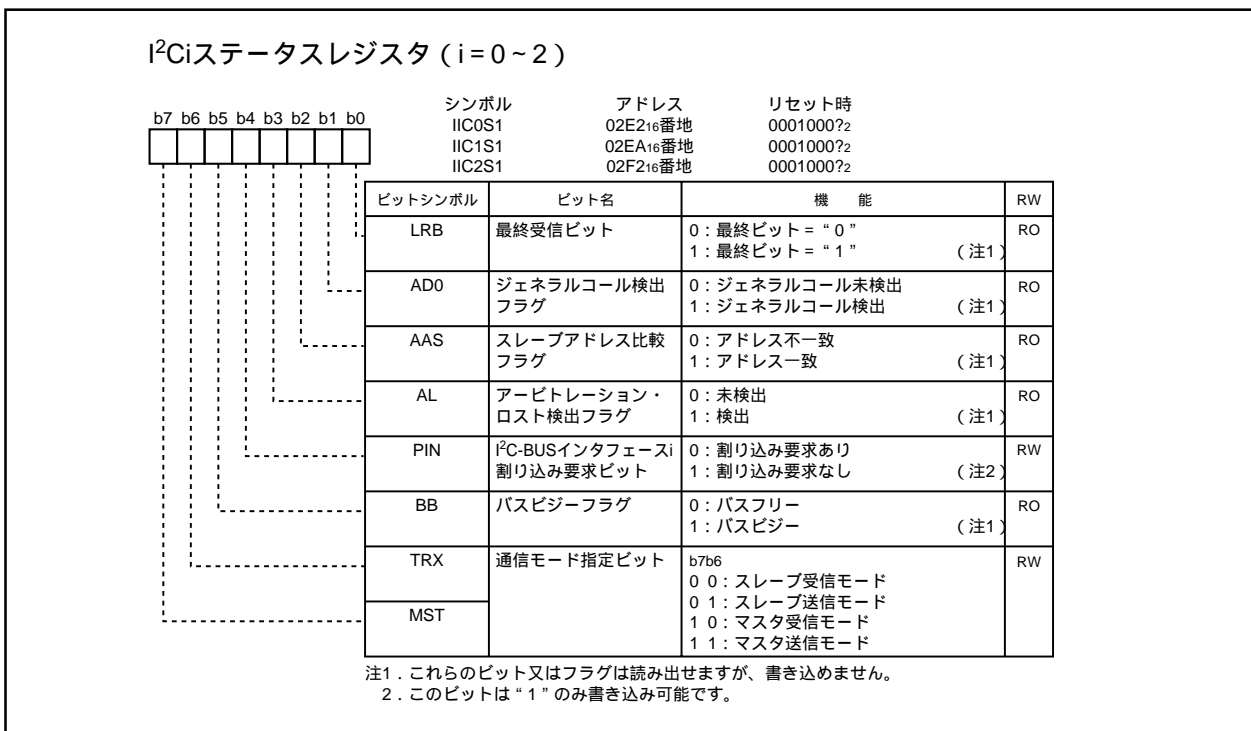 I²Ciステータスレジスタ（i=0~2）
b7 b6 b5 b4 b3 b2 b1 b0
シンボル アドレス リセット時
IIC0S1 02E2₁₆番地 0001000?₂
IIC1S1 02EA₁₆番地 0001000?₂
IIC2S1 02F2₁₆番地 0001000?₂
ビットシンボル ビット名 機 能 RW
LRB 最終受信ビット 0：最終ビット=“0” RO
1：最終ビット=“1” （注1）
AD0 ジェネラルコール検出 0：ジェネラルコール未検出 RO
フラグ 1：ジェネラルコール検出 （注1）
AAS スレーブアドレス比較 0：アドレス不一致 RO
フラグ 1：アドレス一致 （注1）
AL アービトレーション・ 0：未検出 RO
ロスト検出フラグ 1：検出 （注1）
PIN I²C-BUSインタフェースi 0：割り込み要求あり RW
割り込み要求ビット 1：割り込み要求なし （注2）
BB バスビジーフラグ 0：バスフリー RO
1：バスビジー （注1）
TRX 通信モード指定ビット b7b6 RW
0 0：スレーブ受信モード
0 1：スレーブ送信モード
MST 1 0：マスタ受信モード
1 1：マスタ送信モード
注1．これらのビット又はフラグは読み出せますが、書き込めません。
2．このビットは“1”のみ書き込み可能です。